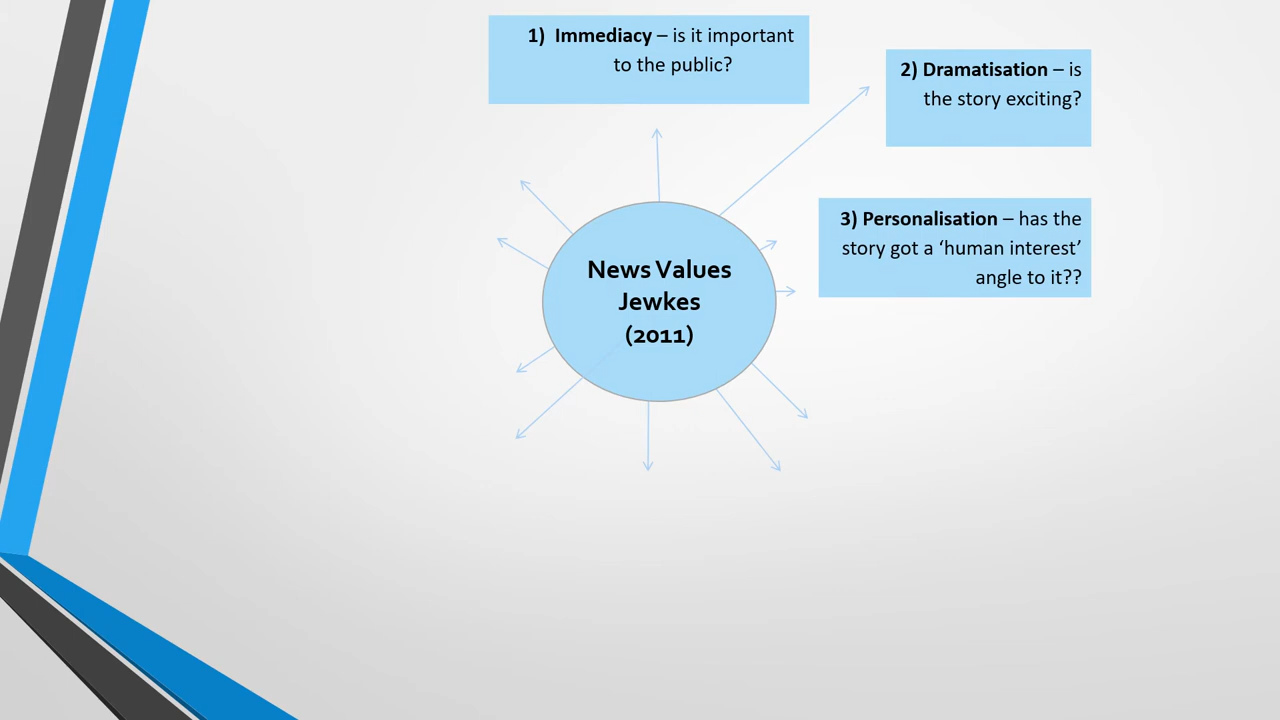 1) Immediacy – is it important
to the public?
2) Dramatisation – is
the story exciting?
3) Personalisation – has the
story got a ‘human interest’
angle to it??
News Values
Jewkes
(2011)